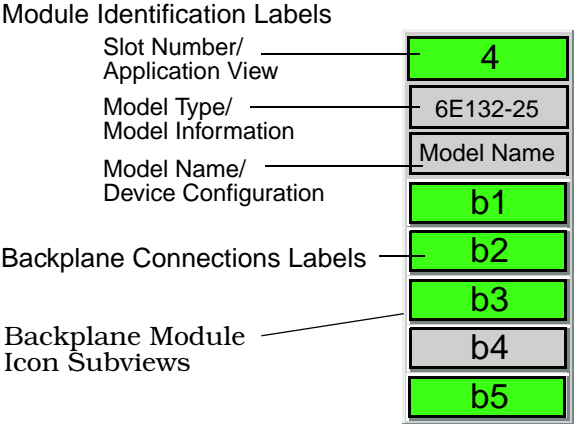 Module Identification Labels
Slot Number/
Application View
4
Model Type/
Model Information
6E132-25
Model Name/
Device Configuration
Model Name
b1
Backplane Connections Labels
b2
b3
Backplane Module
Icon Subviews
b4
b5